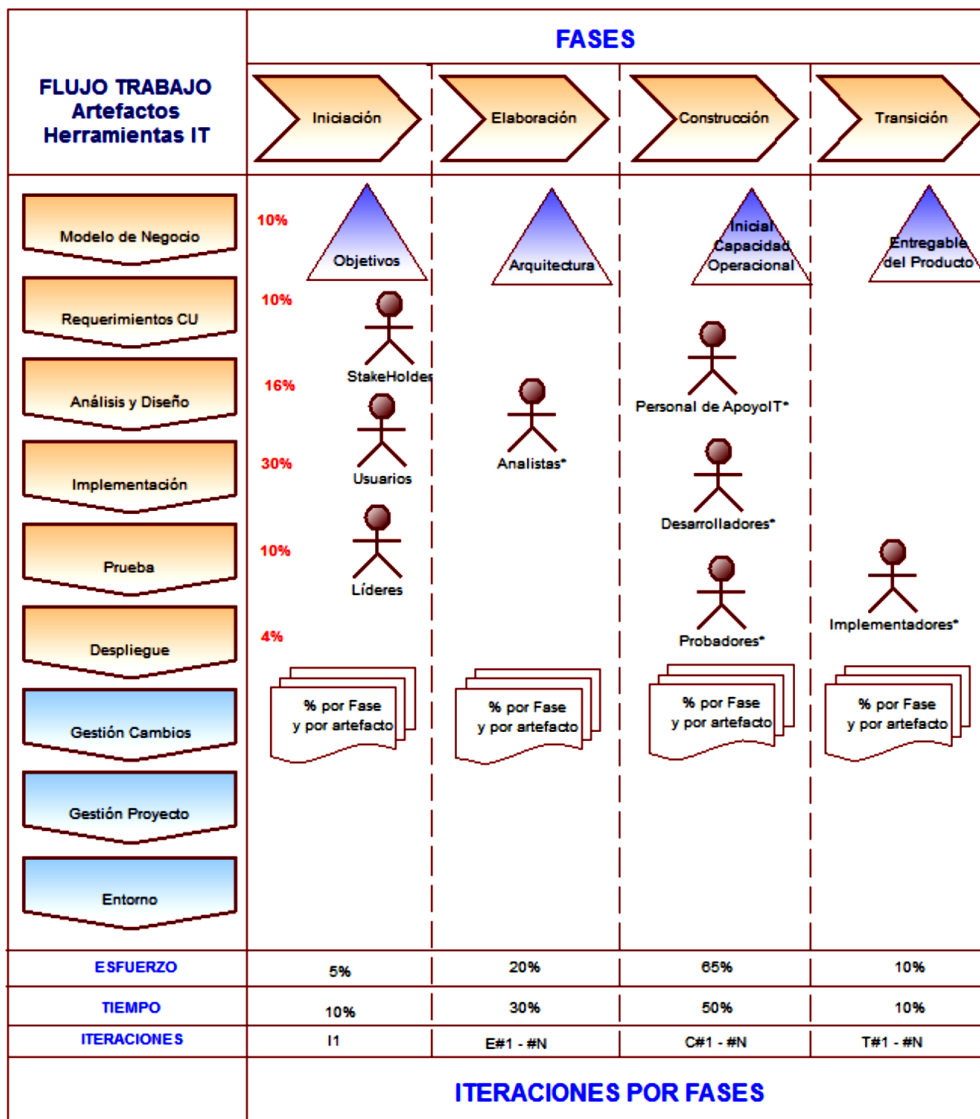 FASES
FLUJO TRABAJO
Artefactos
Herramientas IT
Iniciación
Elaboración
Construcción
Transición
Modelo de Negocio
10%
Objetivos
Arquitectura
Inicial
Capacidad
Operacional
Entregable
del Producto
Requerimientos CU
10%
StakeHolder
Análisis y Diseño
16%
Personal de ApoyoIT*
Usuarios
Analistas*
Implementación
30%
Desarrolladores*
Prueba
10%
Líderes
Probadores*
Implementadores*
Despliegue
4%
% por Fase
y por artefacto
% por Fase
y por artefacto
% por Fase
y por artefacto
% por Fase
y por artefacto
Gestión Cambios
Gestión Proyecto
Entorno
ESFUERZO
5%
20%
65%
10%
TIEMPO
10%
30%
50%
10%
ITERACIONES
I1
E#1 - #N
C#1 - #N
T#1 - #N
ITERACIONES POR FASES